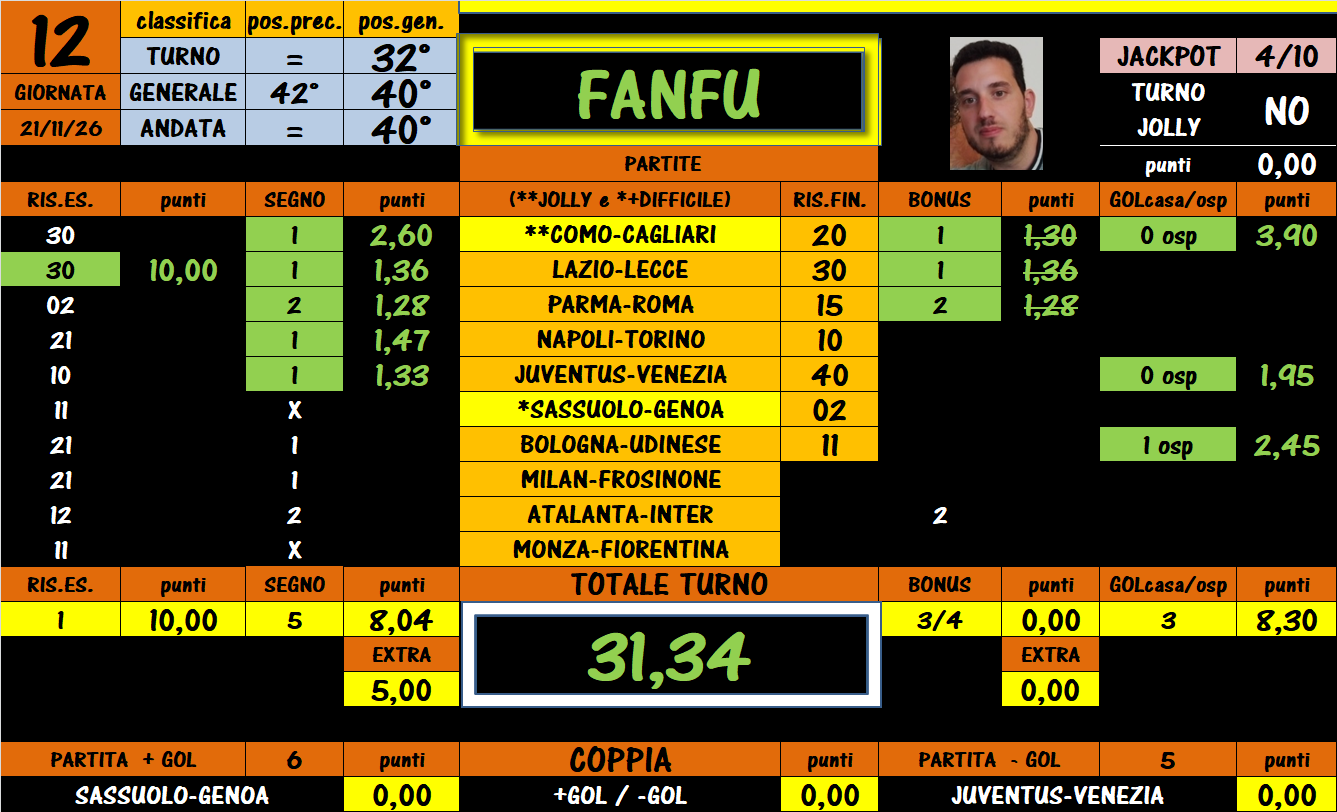 12 classifica pos.prec. pos.gen.
TURNO = 32°
GIORNATA GENERALE 42° 40°
21/11/26 ANDATA = 40°
FANFU
JACKPOT 4/10
TURNO
JOLLY NO
punti 0,00
PARTITE
RIS.ES. punti SEGNO punti (**JOLLY e *+DIFFICILE) RIS.FIN. BONUS punti GOLcasa/osp punti
30 1 2,60 **COMO-CAGLIARI 20 1 1,30 0 osp 3,90
30 10,00 1 1,36 LAZIO-LECCE 30 1 1,36
02 2 1,28 PARMA-ROMA 15 2 1,28
21 1 1,47 NAPOLI-TORINO 10
10 1 1,33 JUVENTUS-VENEZIA 40 0 osp 1,95
11 X *SASSUOLO-GENOA 02
21 1 BOLOGNA-UDINESE 11 1 osp 2,45
21 1 MILAN-FROSINONE
12 2 ATALANTA-INTER 2
11 X MONZA-FIORENTINA
RIS.ES. punti SEGNO punti TOTALE TURNO BONUS punti GOLcasa/osp punti
1 10,00 5 8,04 31,34 3/4 0,00 3 8,30
EXTRA EXTRA
5,00 0,00
PARTITA + GOL 6 punti COPPIA punti PARTITA - GOL 5 punti
SASSUOLO-GENOA 0,00 +GOL / -GOL 0,00 JUVENTUS-VENEZIA 0,00